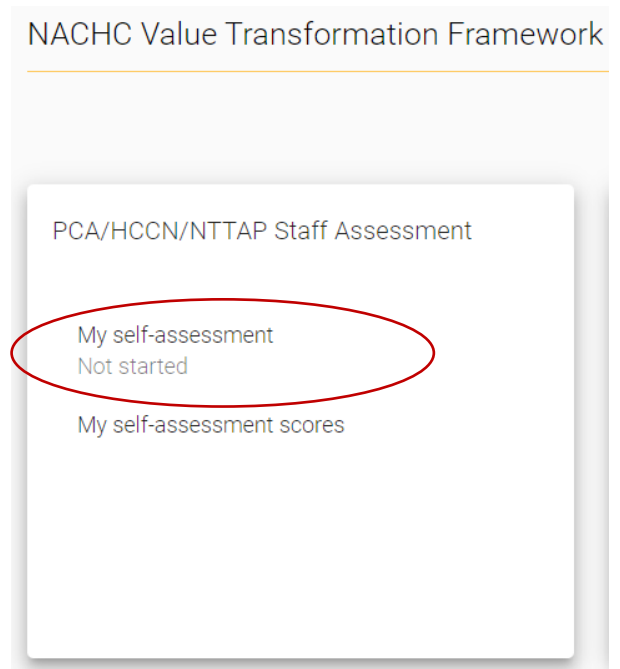 NACHC Value Transformation Framework
PCA/HCCN/NTTAP Staff Assessment
My self-assessment
Not started
My self-assessment scores